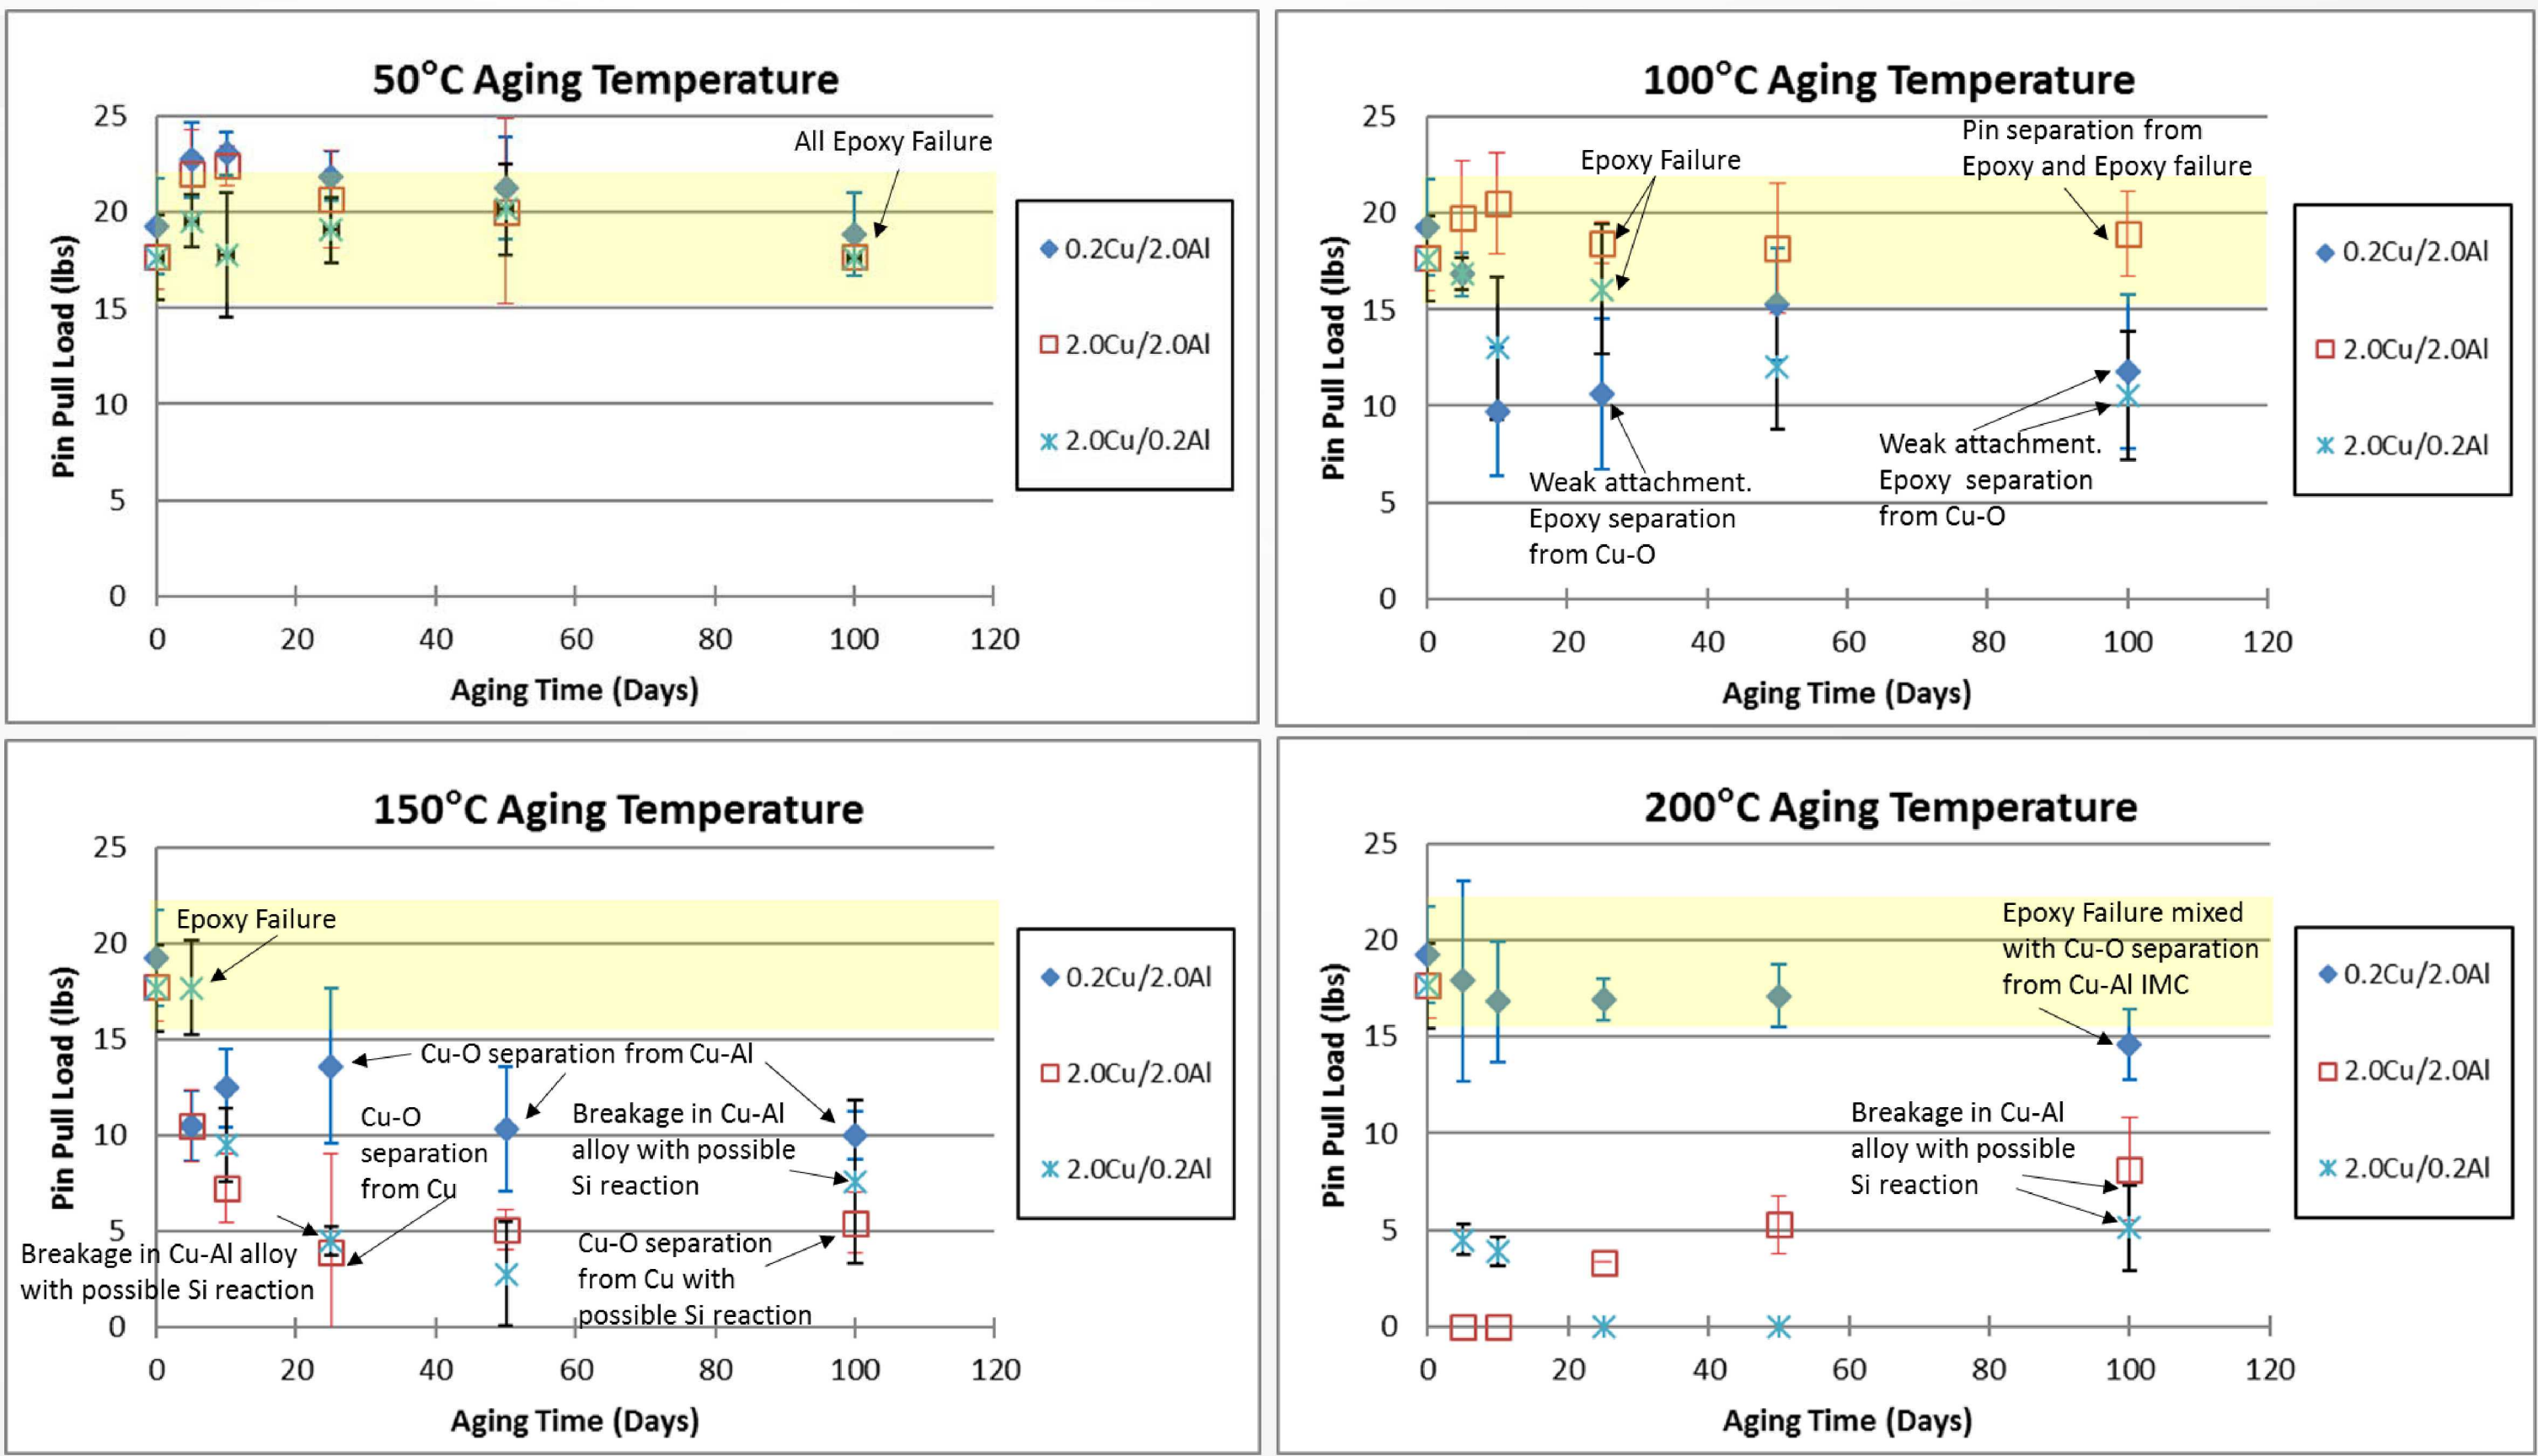 50°C Aging Temperature
25
20
15
10
5
0
Pin Pull Load (lbs)
All Epoxy Failure
0 20 40 60 80 100 120
Aging Time (Days)
0.2Cu/2.0Al
2.0Cu/2.0Al
2.0Cu/0.2Al
100°C Aging Temperature
25
20
15
10
5
0
Pin Pull Load (lbs)
Epoxy Failure
Pin separation from
Epoxy and Epoxy failure
Weak attachment.
Epoxy separation
from Cu-O
Weak attachment.
Epoxy separation
from Cu-O
0 20 40 60 80 100 120
Aging Time (Days)
0.2Cu/2.0Al
2.0Cu/2.0Al
2.0Cu/0.2Al
150°C Aging Temperature
25
20
15
10
5
0
Pin Pull Load (lbs)
Epoxy Failure
Cu-O separation from Cu-Al
Cu-O
separation
from Cu
Breakage in Cu-Al
alloy with possible
Si reaction
Breakage in Cu-Al alloy
with possible Si reaction
Cu-O separation
from Cu with
possible Si reaction
0 20 40 60 80 100 120
Aging Time (Days)
0.2Cu/2.0Al
2.0Cu/2.0Al
2.0Cu/0.2Al
200°C Aging Temperature
25
20
15
10
5
0
Pin Pull Load (lbs)
Epoxy Failure mixed
with Cu-O separation
from Cu-Al IMC
Breakage in Cu-Al
alloy with possible
Si reaction
0 20 40 60 80 100 120
Aging Time (Days)
0.2Cu/2.0Al
2.0Cu/2.0Al
2.0Cu/0.2Al